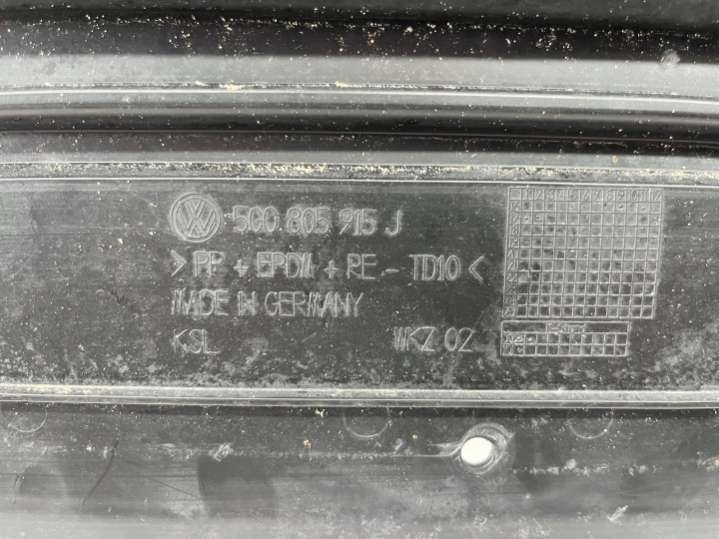 5G0 805 915 J
> PP + EPDM + PE - TD10 <
MADE IN GERMANY
KSL WKZ 02